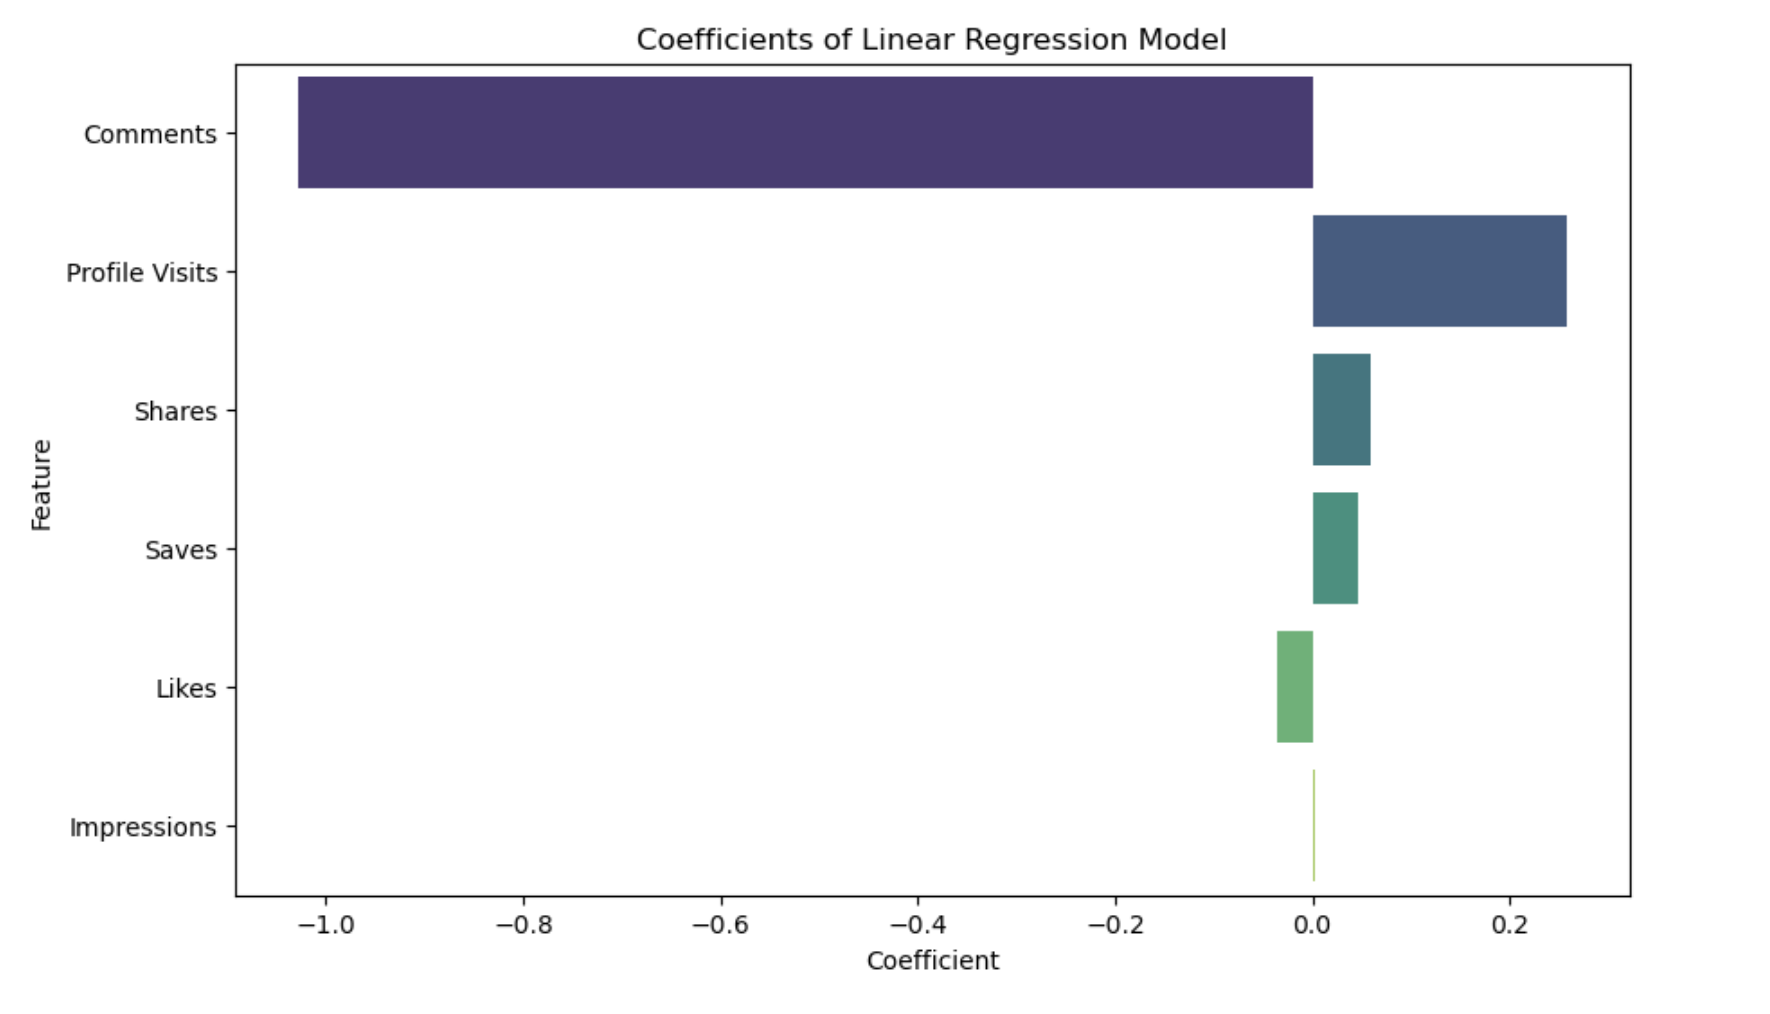 Coefficients of Linear Regression Model
Comments
Profile Visits
Shares
Saves
Likes
Impressions
Feature
−1.0 −0.8 −0.6 −0.4 −0.2 0.0 0.2
Coefficient